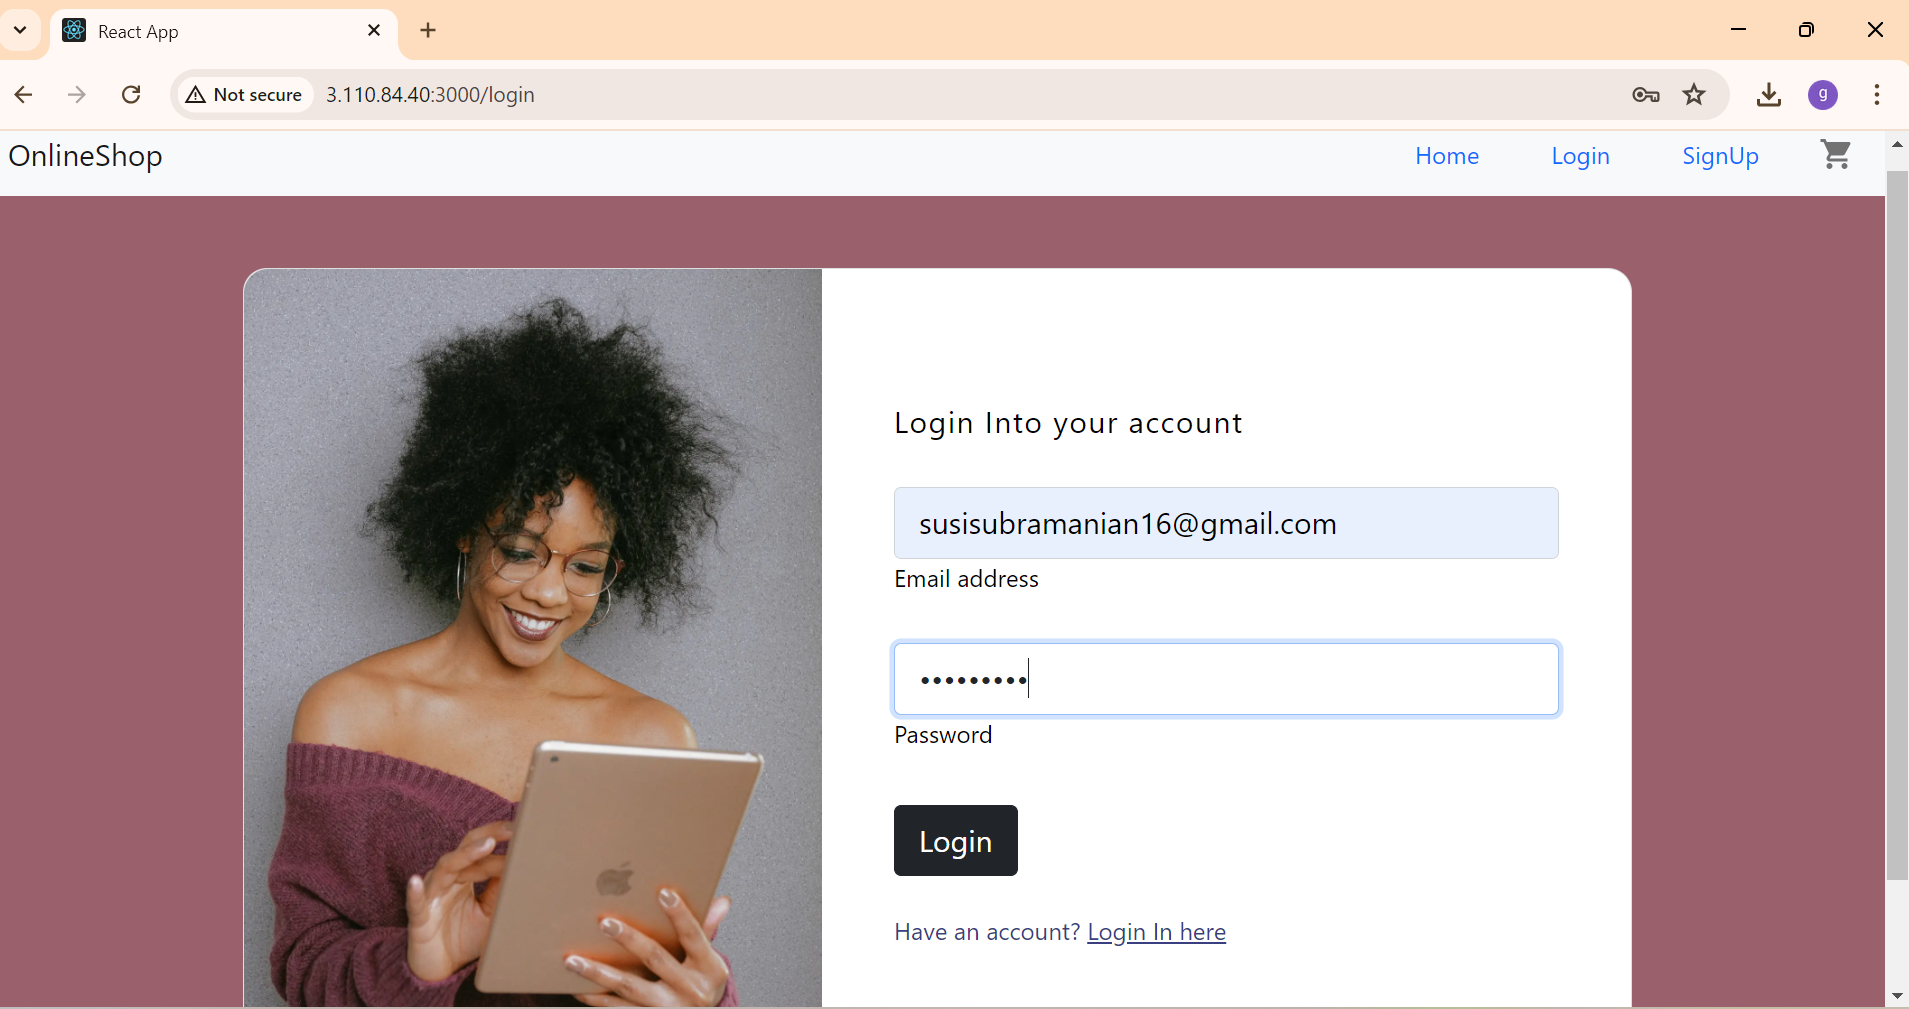 React App
Not secure 3.110.84.40:3000/login
g
OnlineShop Home Login SignUp
Login Into your account
susisubramanian16@gmail.com
Email address
•••••••••
Password
Login
Have an account? Login In here